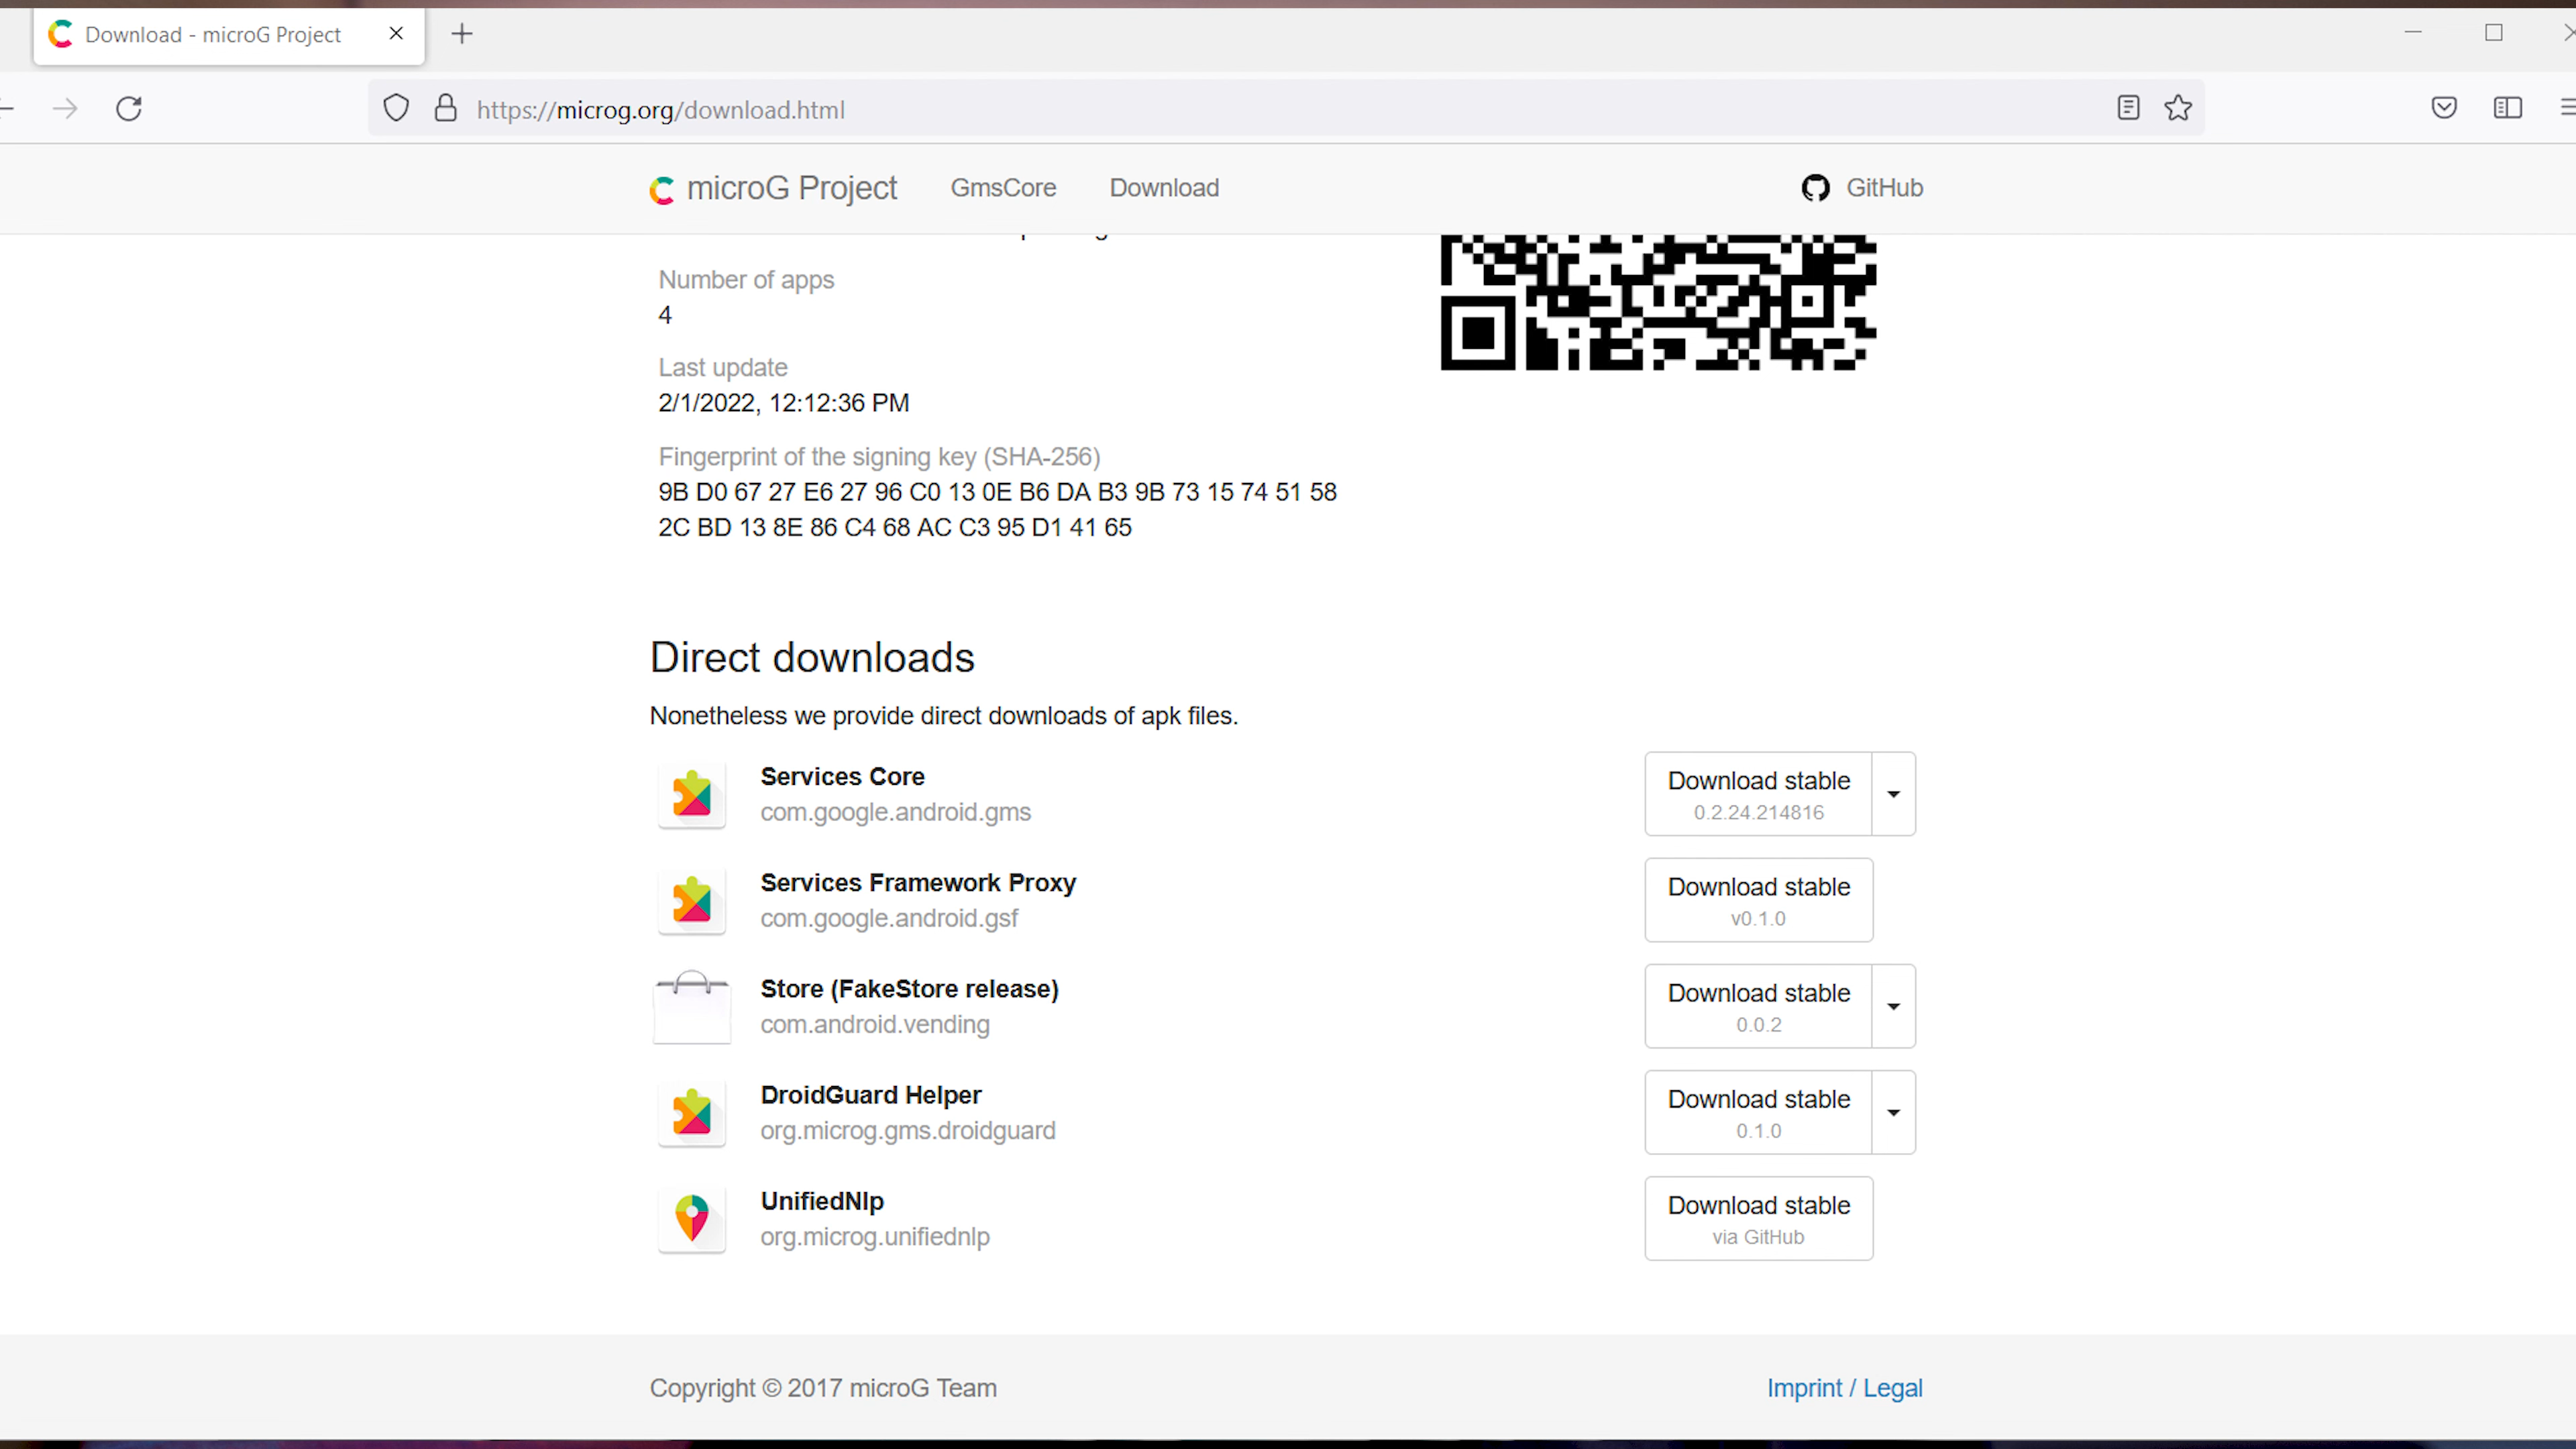 Download - microG Project
https://microg.org/download.html
microG Project GmsCore Download GitHub
Number of apps
4
Last update
2/1/2022, 12:12:36 PM
Fingerprint of the signing key (SHA-256)
9B D0 67 27 E6 27 96 C0 13 0E B6 DA B3 9B 73 15 74 51 58
2C BD 13 8E 86 C4 68 AC C3 95 D1 41 65
Direct downloads
Nonetheless we provide direct downloads of apk files.
Services Core
com.google.android.gms
Download stable
0.2.24.214816
Services Framework Proxy
com.google.android.gsf
Download stable
v0.1.0
Store (FakeStore release)
com.android.vending
Download stable
0.0.2
DroidGuard Helper
org.microg.gms.droidguard
Download stable
0.1.0
UnifiedNlp
org.microg.unifiednlp
Download stable
via GitHub
Copyright © 2017 microG Team
Imprint / Legal